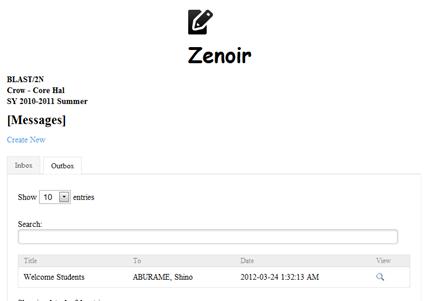 Zenoir
BLAST/2N
Crow - Core Hal
SY 2010-2011 Summer
[Messages]
Create New
Inbox Outbox
Show 10 entries
Search:
Title To Date View
Welcome Students ABURAME, Shino 2012-03-24 1:32:13 AM